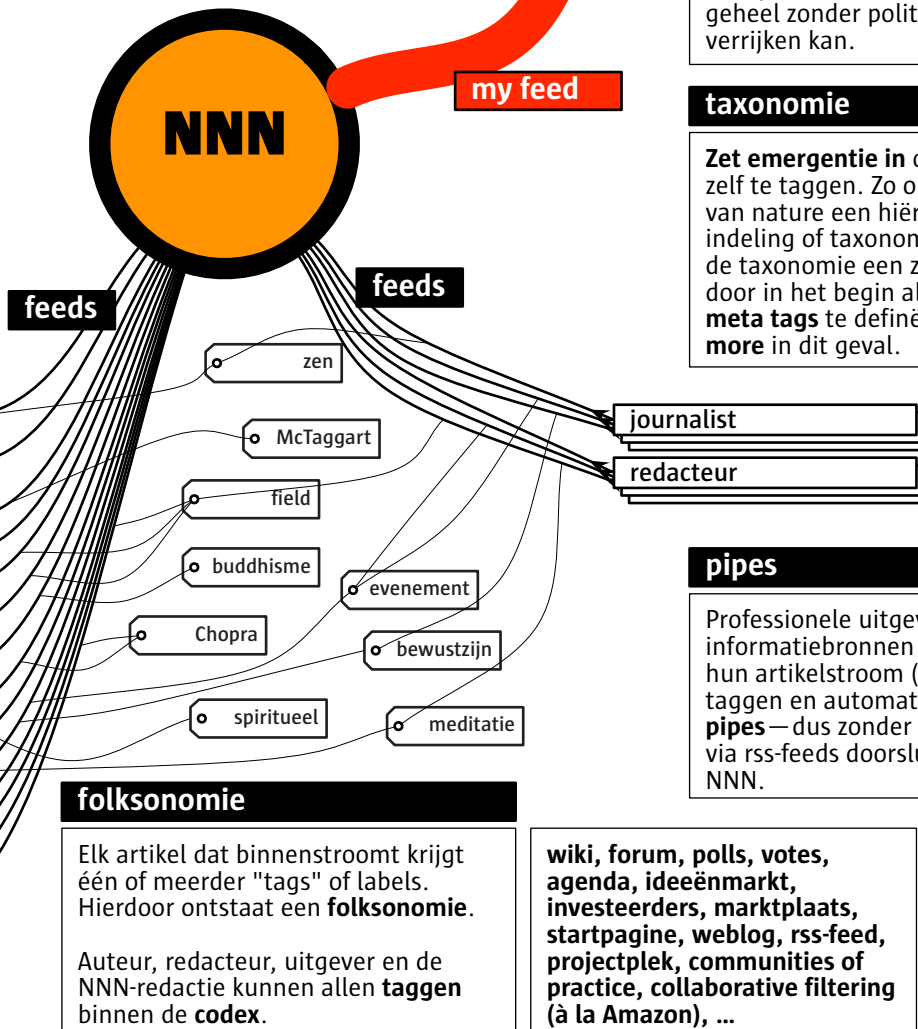 geheel zonder polit
verrijken kan.
my feed
NNN
taxonomie
Zet emergentie in
zelf te taggen. Zo o
van nature een hiër
indeling of taxonom
de taxonomie een z
door in het begin al
meta tags te definë
more in dit geval.
feeds
feeds
zen
McTaggart
field
buddhisme
evenement
Chopra
bewustzijn
spiritueel
meditatie
journalist
redacteur
pipes
Professionele uitgev
informatiebronnen
hun artikelstroom (
taggen en automat
pipes — dus zonder
via rss-feeds doorslu
NNN.
folksonomie
Elk artikel dat binnenstroomt krijgt
één of meerder "tags" of labels.
Hierdoor ontstaat een folksonomie.
Auteur, redacteur, uitgever en de
NNN-redactie kunnen allen taggen
binnen de codex.
wiki, forum, polls, votes,
agenda, ideeënmarkt,
investeerders, marktplaats,
startpagine, weblog, rss-feed,
projectplek, communities of
practice, collaborative filtering
(à la Amazon), ...